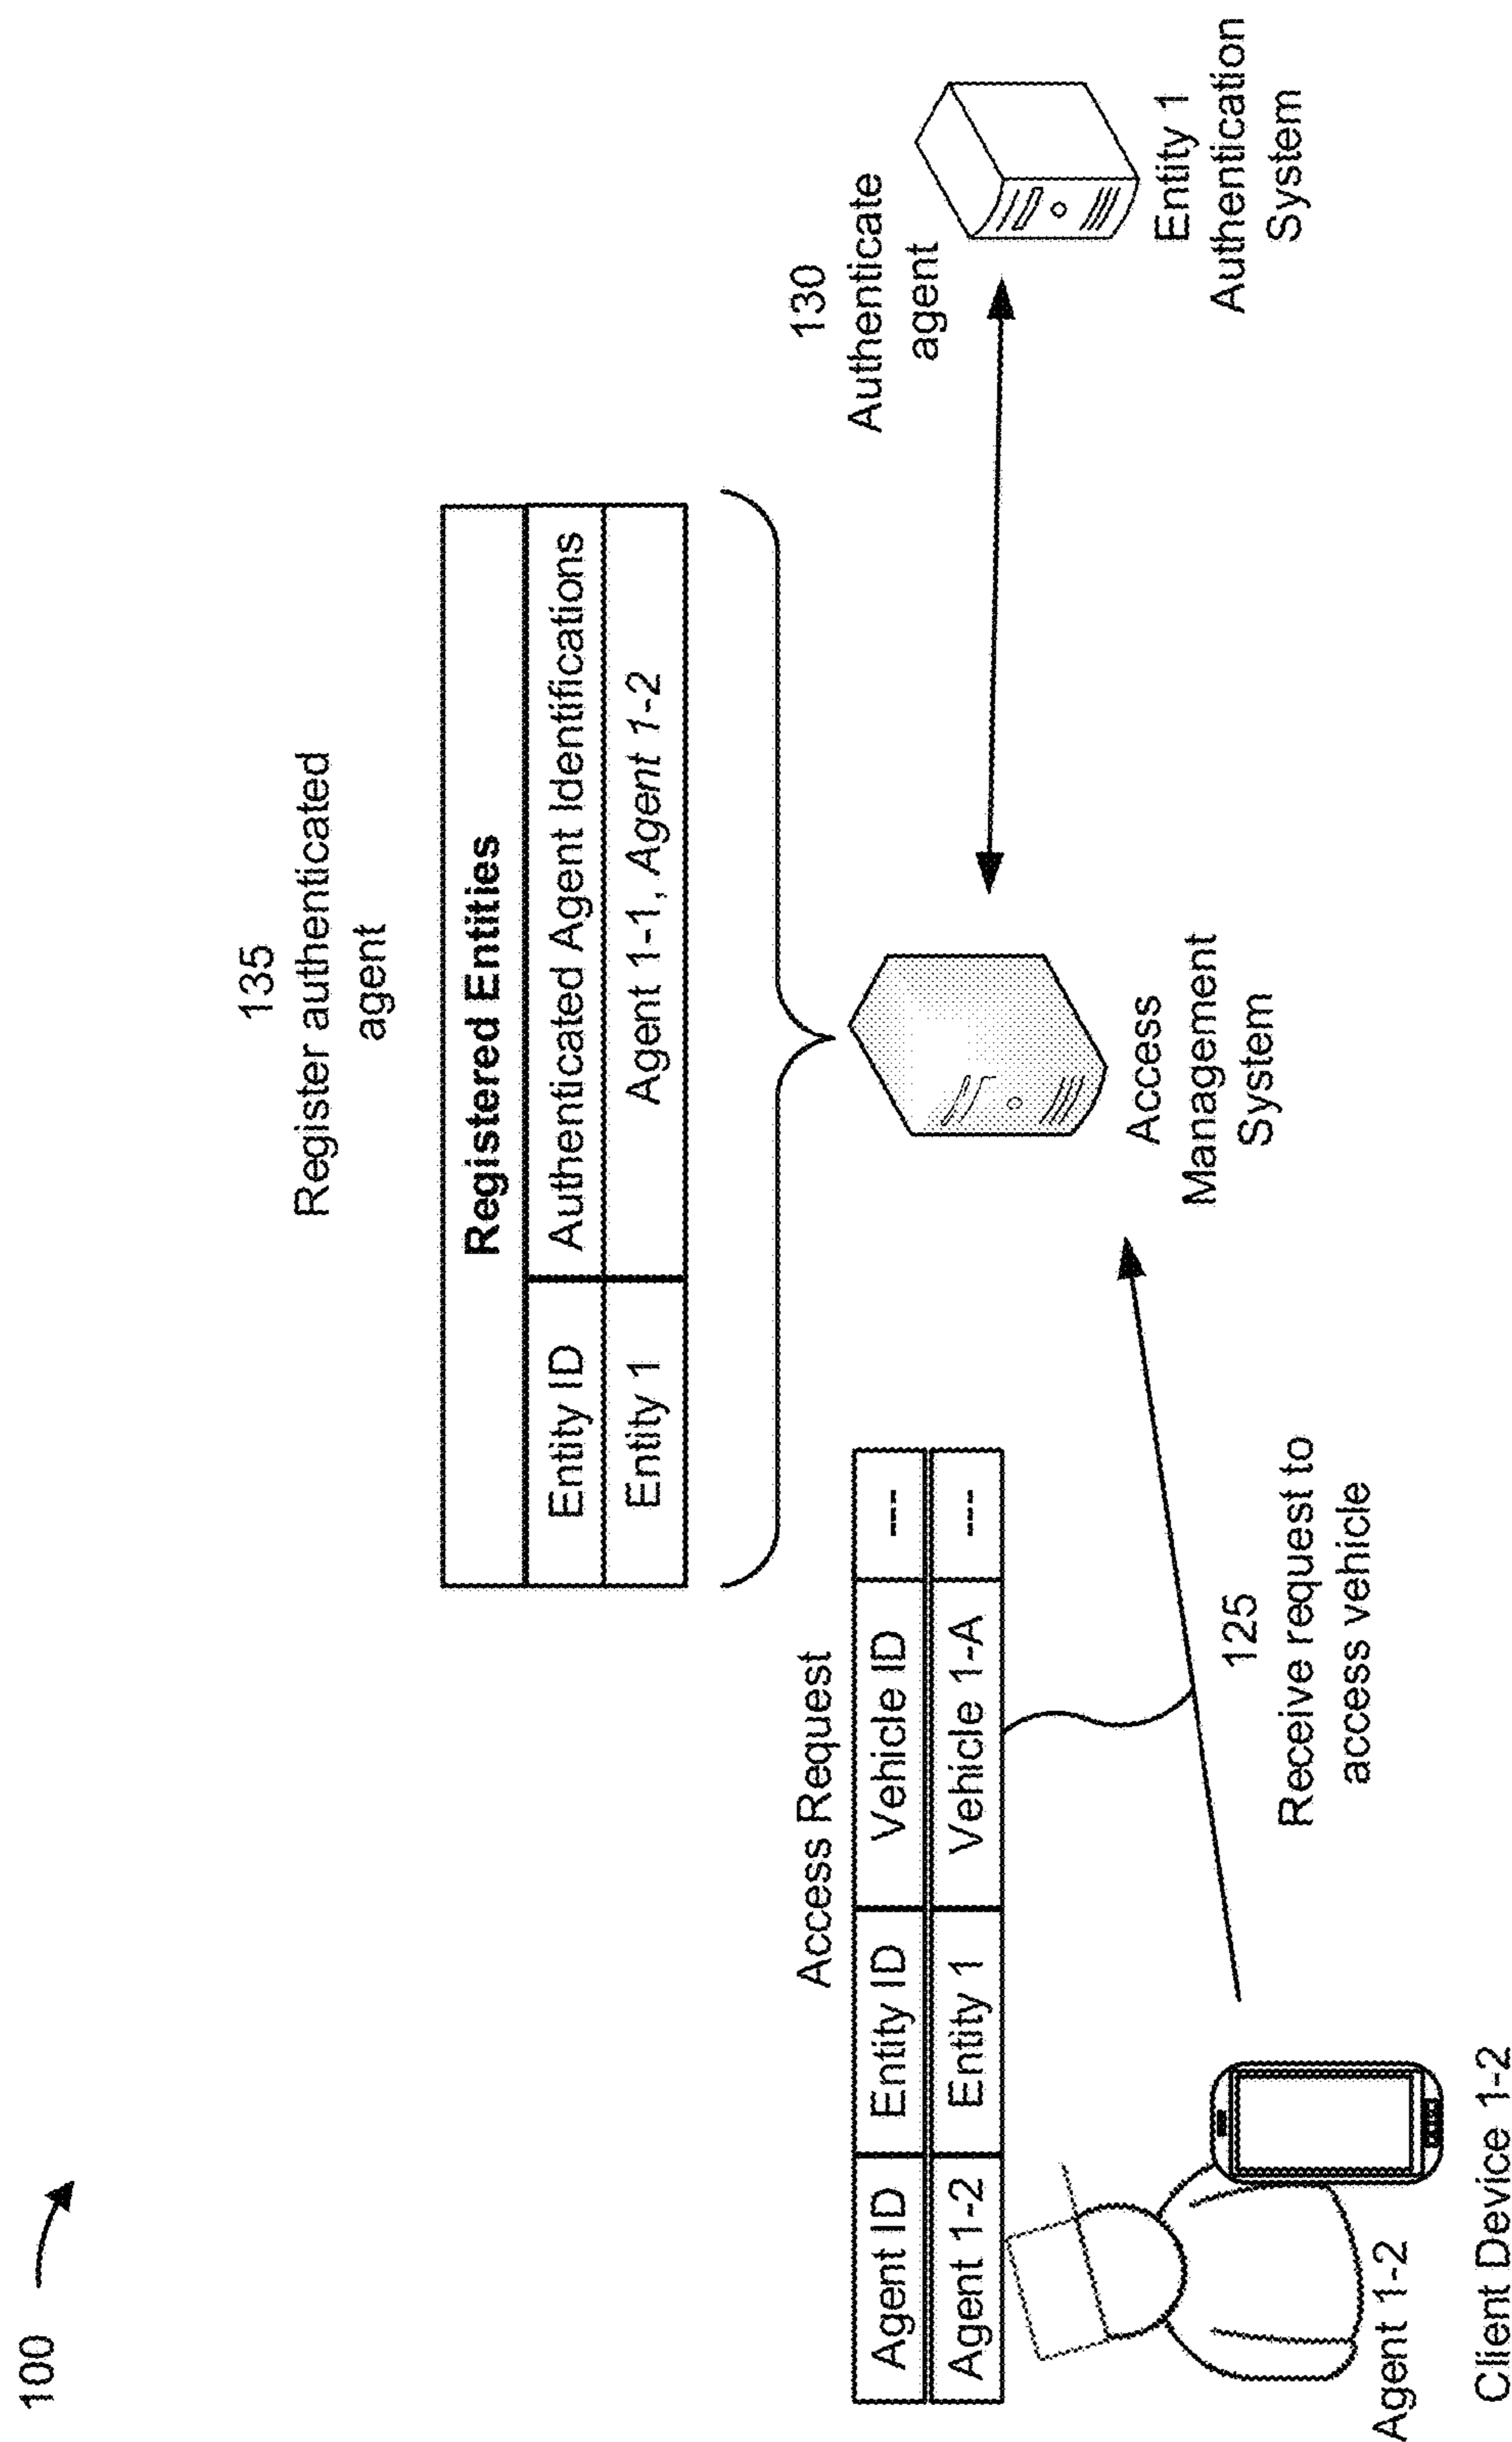 100
135
Register authenticated
agent
Registered Entities
Entity ID Authenticated Agent Identifications
Entity 1 Agent 1-1, Agent 1-2
Access Request
Agent ID Entity ID Vehicle ID ---
Agent 1-2 Entity 1 Vehicle 1-A ---
130
Authenticate
agent
Entity 1
Authentication
System
Access
Management
System
125
Receive request to
access vehicle
Agent 1-2
Client Device 1-2